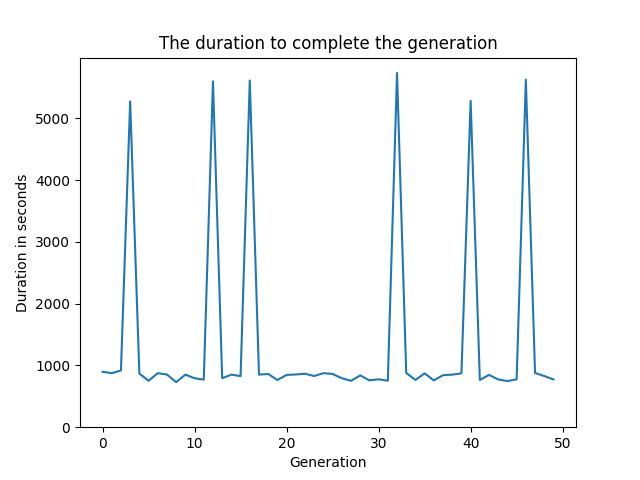 The duration to complete the generation
Duration in seconds
5000
4000
3000
2000
1000
0
0 10 20 30 40 50
Generation